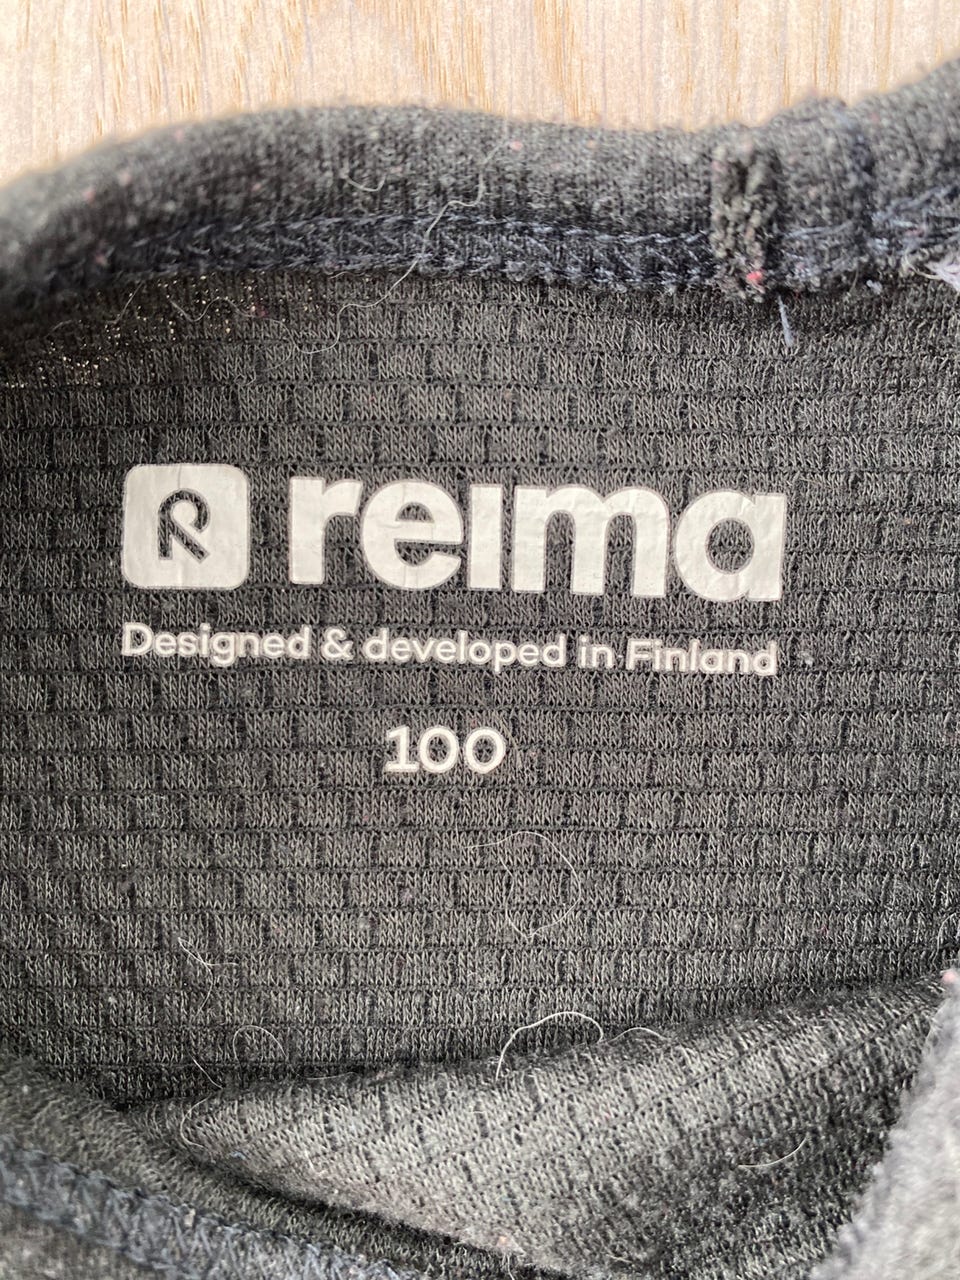 reima
Designed & developed in Finland
100